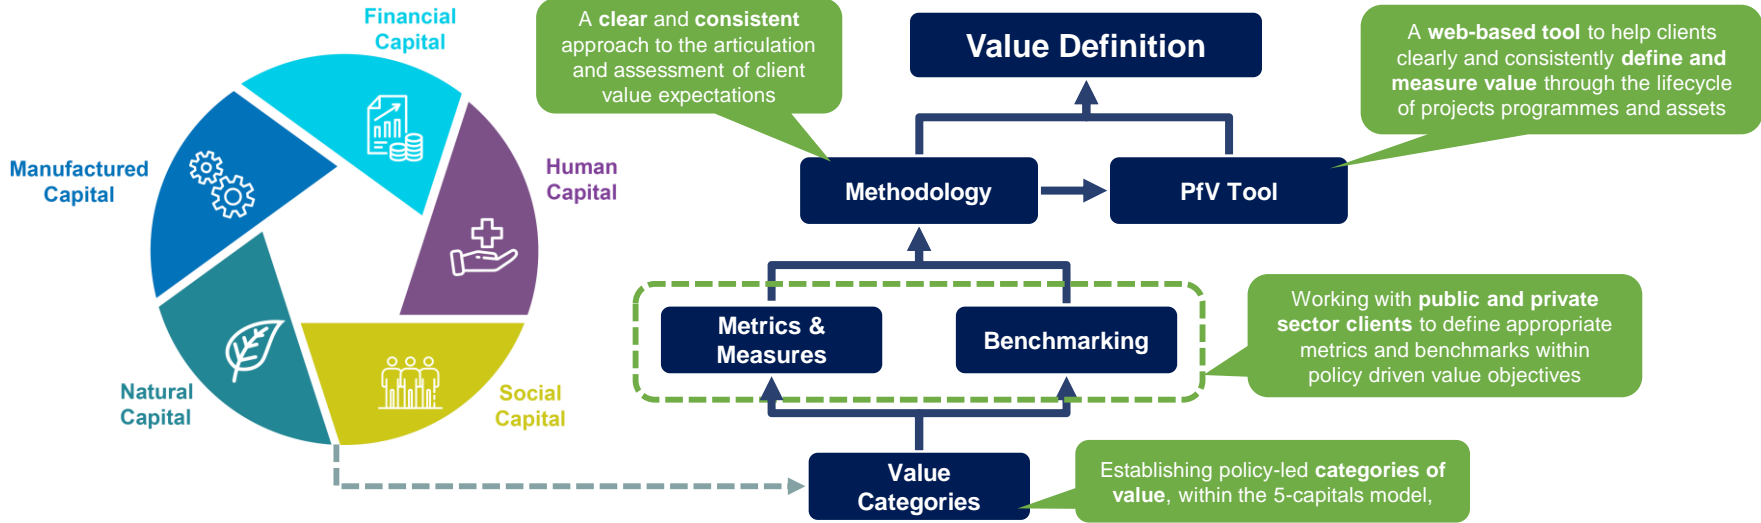 Financial
Capital
Manufactured
Capital
Human
Capital
Natural
Capital
Social
Capital
A clear and consistent
approach to the articulation
and assessment of client
value expectations
Value Definition
A web-based tool to help clients
clearly and consistently define and
measure value through the lifecycle
of projects programmes and assets
Methodology
PfV Tool
Metrics &
Measures
Benchmarking
Working with public and private
sector clients to define appropriate
metrics and benchmarks within
policy driven value objectives
Value
Categories
Establishing policy-led categories of
value, within the 5-capitals model,